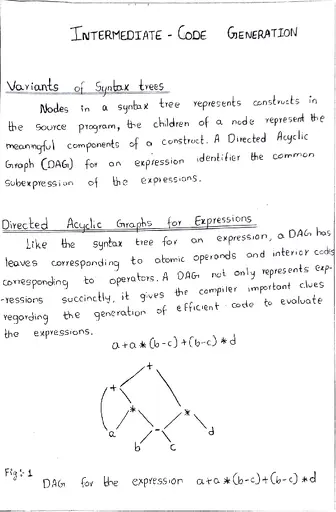 INTERMEDIATE - CODE GENERATION
Variants of Syntax trees
Nodes in a syntax tree represents constructs in
the source program, the children of a node represent the
meaningful components of a construct. A Directed Acyclic
Graph (DAG) for an expression identifier the common
subexpression of the expressions.
Directed Acyclic Graphs for Expressions
Like the syntax tree for an expression, a DAG has
leaves corresponding to atomic operands and interior codes
corresponding to operators. A DAG not only represents exp-
-ressions succinctly, it gives the compiler important clues
regarding the generation of efficient code to evaluate
the expressions.
a+a*(b-c)+(b-c)*d
+
+
* *
a - d
b c
Fig:- 1
DAG for the expression a+a*(b-c)+(b-c)*d